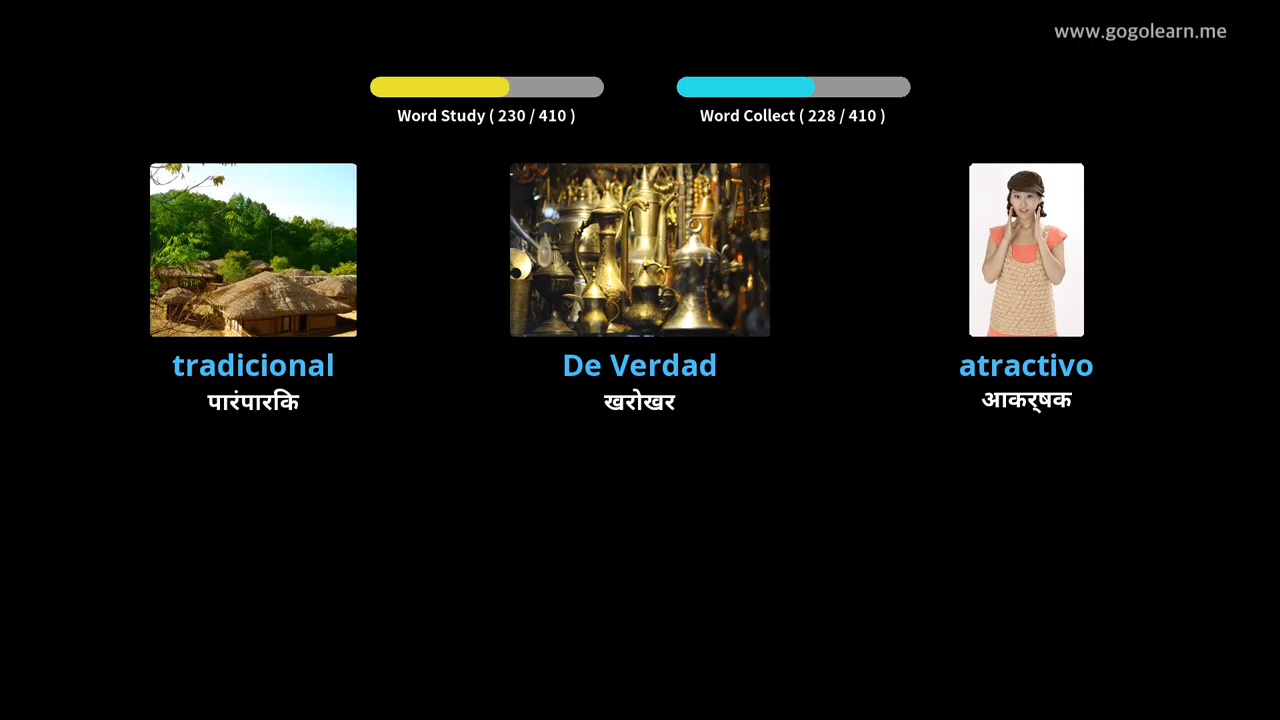 www.gogolearn.me
Word Study ( 230 / 410 )
Word Collect ( 228 / 410 )
tradicional
पारंपारकि
De Verdad
खरोखर
atractivo
आकर्‌षक